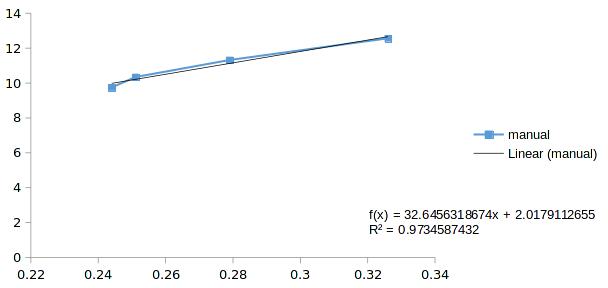 14
12
10
8
6
4
2
0
0.22 0.24 0.26 0.28 0.3 0.32 0.34
manual
Linear (manual)
f(x) = 32.6456318674x + 2.0179112655
R² = 0.9734587432